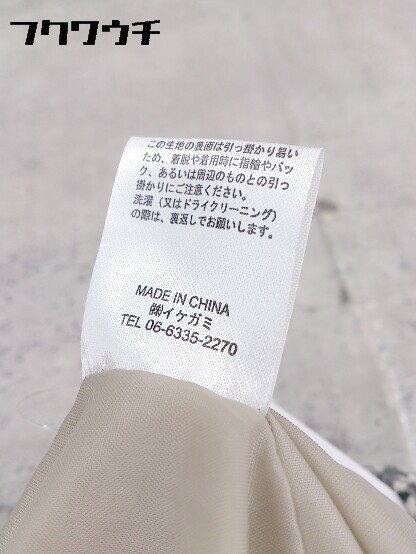 フクワウチ
この生地の表面は引っ掛かり易い
ため、着脱や着用時に指輪やバッ
ク、あるいは周辺のものとの引っ
掛かりにご注意ください。
洗濯（又はドライクリーニング）
の際は、裏返しでお願いします。
MADE IN CHINA
㈱イケガミ
TEL 06-6335-2270